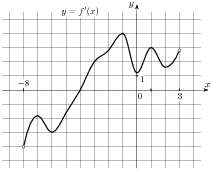 y = f′(x) y
−8 1 x
0 3